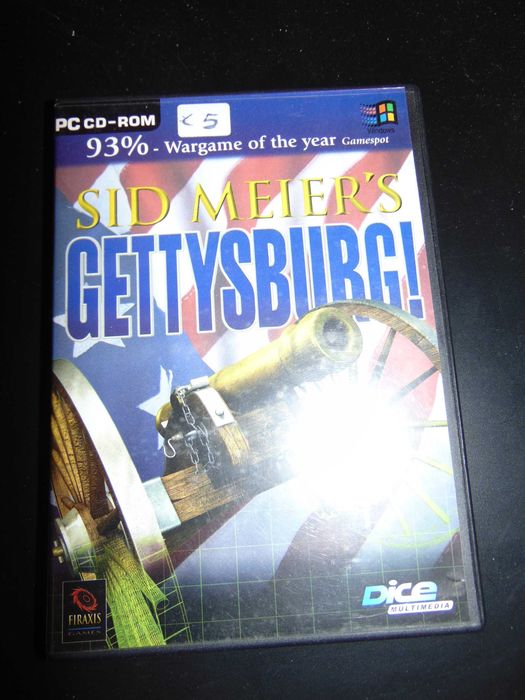 PC CD-ROM
€ 5
Windows
93% - Wargame of the year Gamespot
SID MEIER'S
GETTYSBURG!
FIRAXIS
GAMES
DICE
MULTIMEDIA